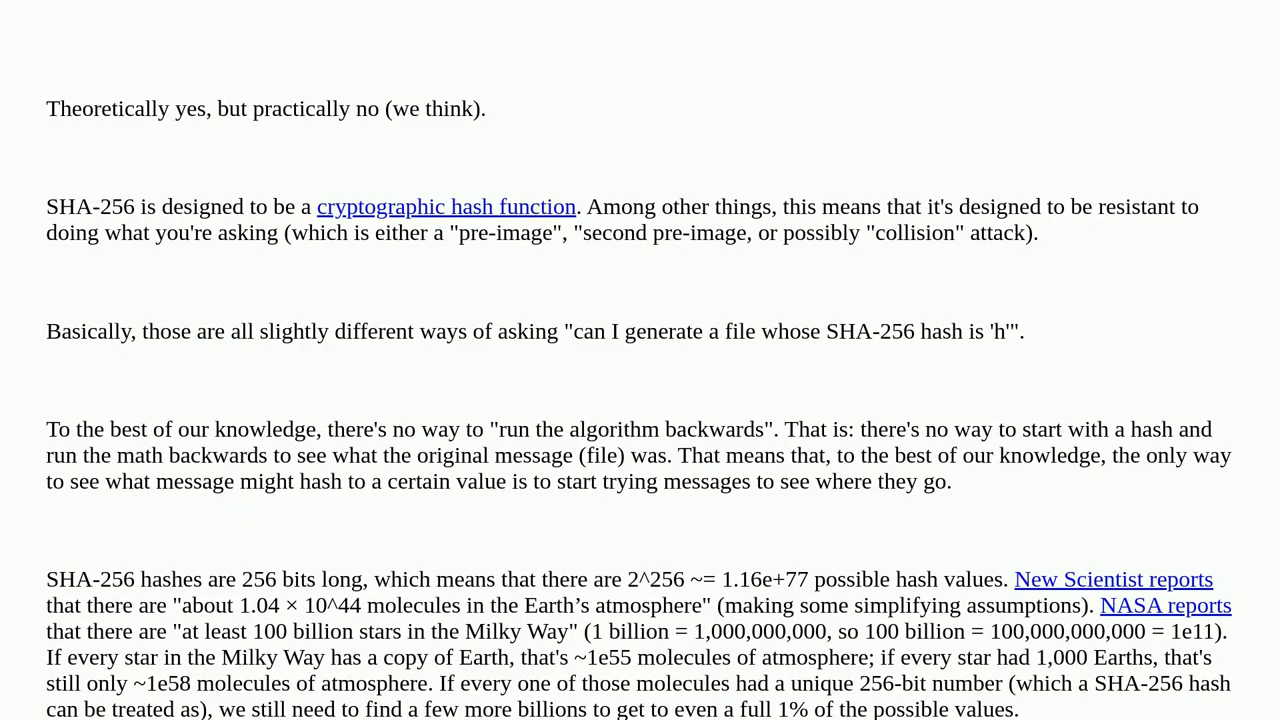 Theoretically yes, but practically no (we think).
SHA-256 is designed to be a cryptographic hash function. Among other things, this means that it's designed to be resistant to
doing what you're asking (which is either a "pre-image", "second pre-image, or possibly "collision" attack).
Basically, those are all slightly different ways of asking "can I generate a file whose SHA-256 hash is 'h'".
To the best of our knowledge, there's no way to "run the algorithm backwards". That is: there's no way to start with a hash and
run the math backwards to see what the original message (file) was. That means that, to the best of our knowledge, the only way
to see what message might hash to a certain value is to start trying messages to see where they go.
SHA-256 hashes are 256 bits long, which means that there are 2^256 ~= 1.16e+77 possible hash values. New Scientist reports
that there are "about 1.04 × 10^44 molecules in the Earth’s atmosphere" (making some simplifying assumptions). NASA reports
that there are "at least 100 billion stars in the Milky Way" (1 billion = 1,000,000,000, so 100 billion = 100,000,000,000 = 1e11).
If every star in the Milky Way has a copy of Earth, that's ~1e55 molecules of atmosphere; if every star had 1,000 Earths, that's
still only ~1e58 molecules of atmosphere. If every one of those molecules had a unique 256-bit number (which a SHA-256 hash
can be treated as), we still need to find a few more billions to get to even a full 1% of the possible values.